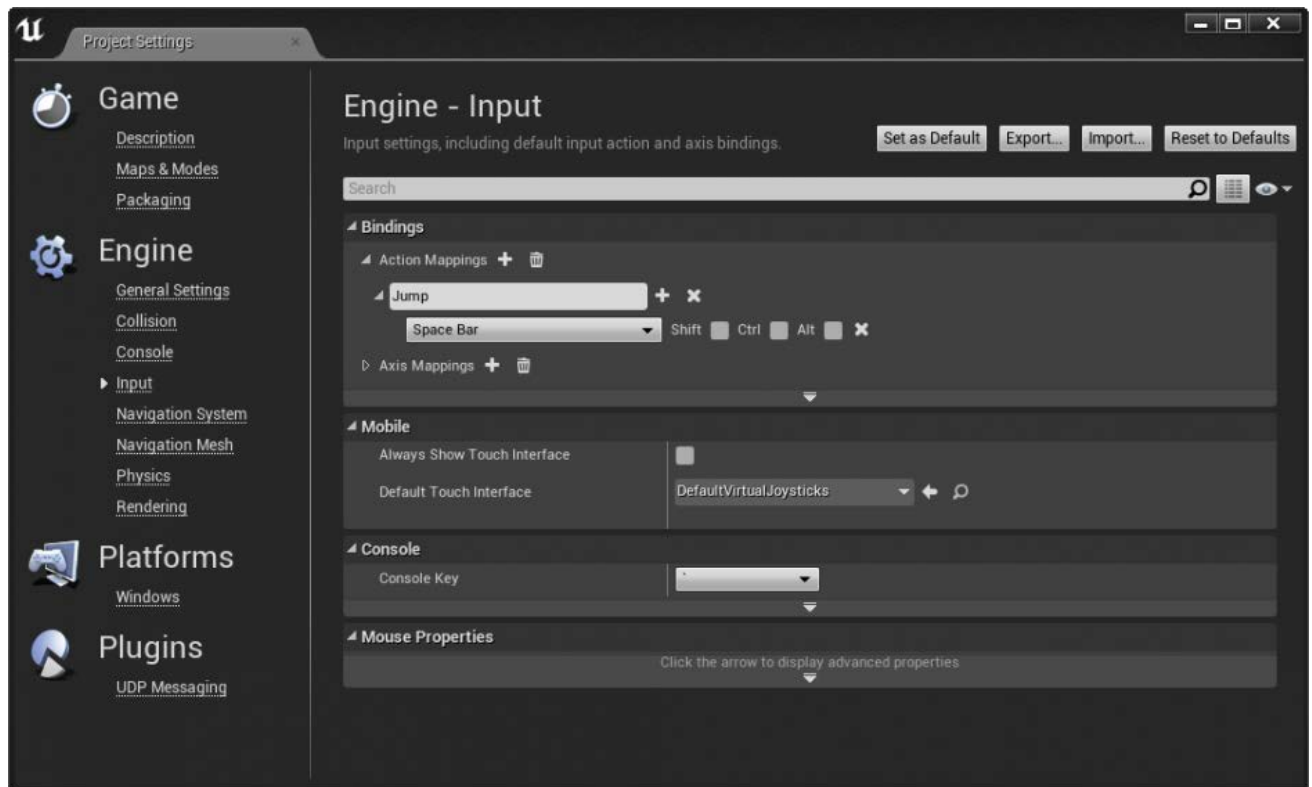 Project Settings
Game
Description
Maps & Modes
Packaging
Engine
General Settings
Collision
Console
Input
Navigation System
Navigation Mesh
Physics
Rendering
Platforms
Windows
Plugins
UDP Messaging
Engine - Input
Input settings, including default input action and axis bindings.
Set as Default Export... Import... Reset to Defaults
Search
Bindings
Action Mappings
Jump
Space Bar Shift Ctrl Alt
Axis Mappings
Mobile
Always Show Touch Interface
Default Touch Interface DefaultVirtualJoysticks
Console
Console Key `
Mouse Properties
Click the arrow to display advanced properties